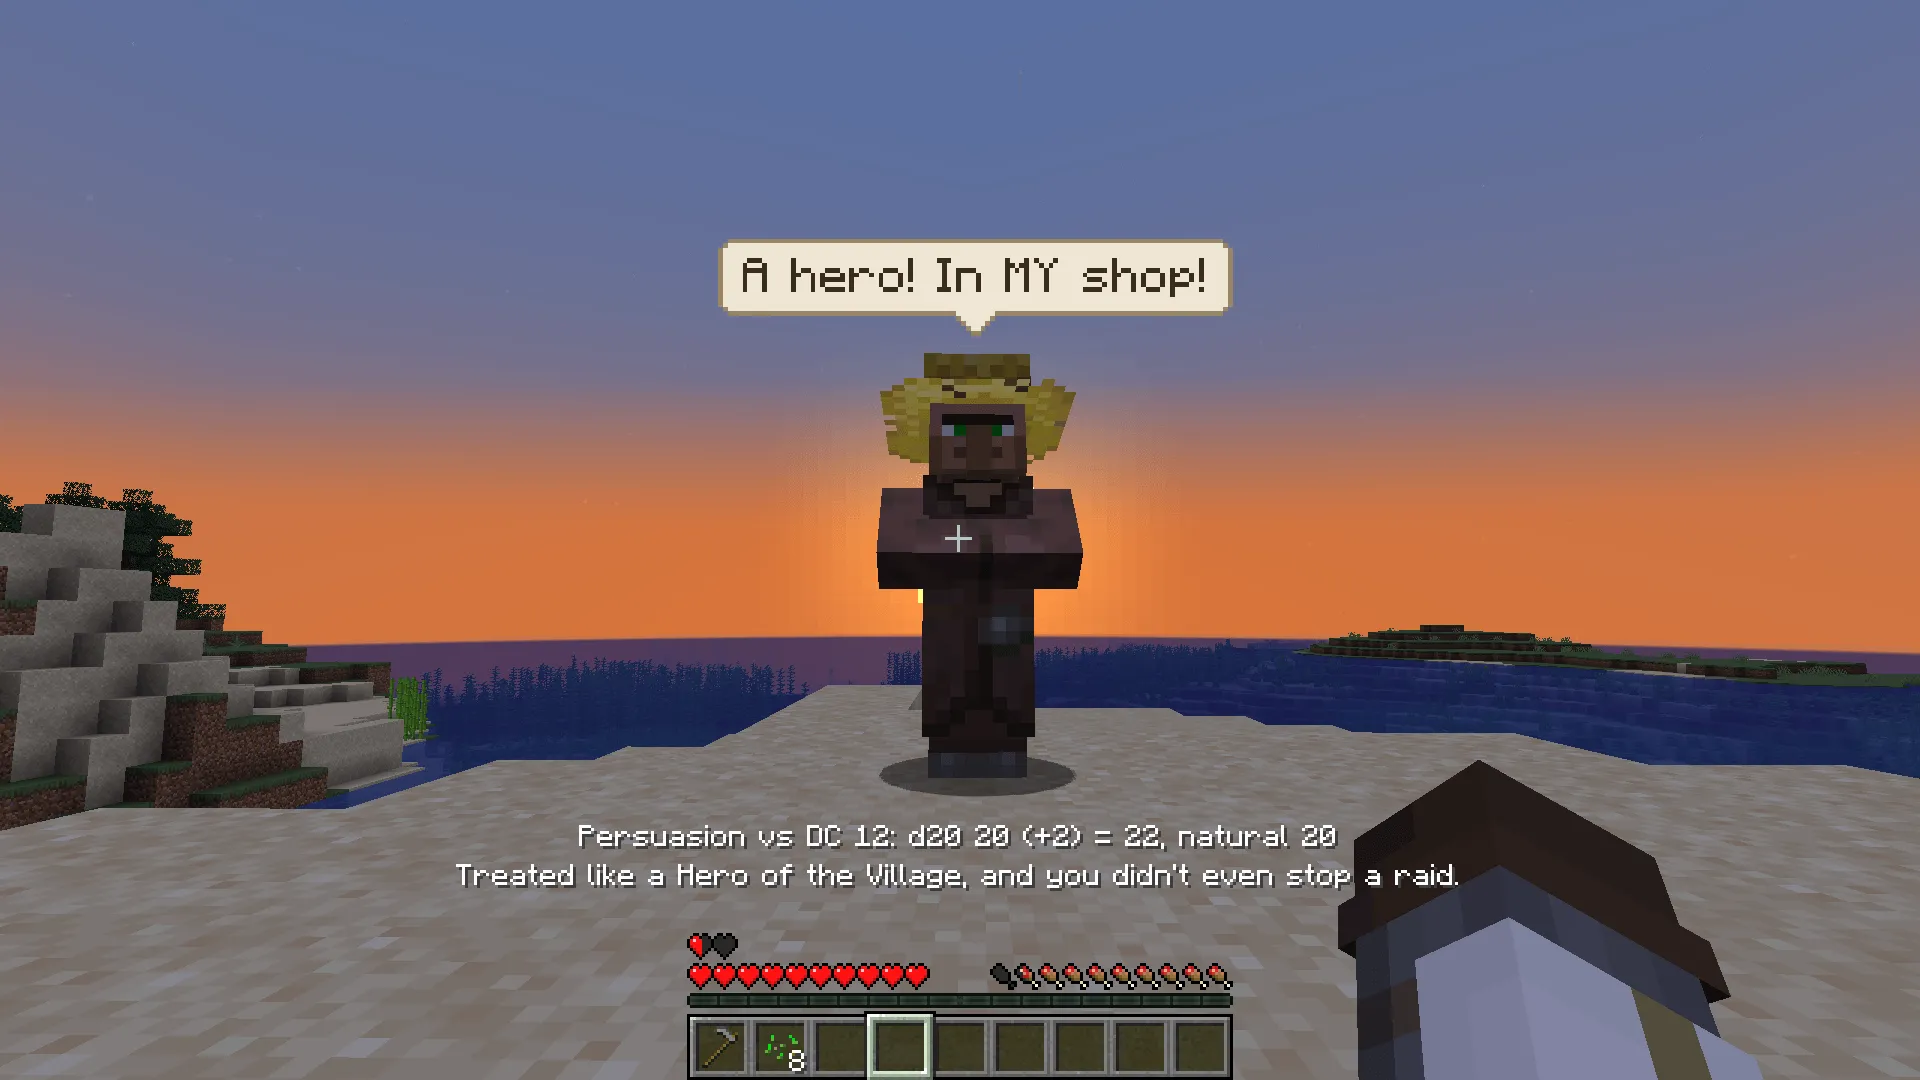 A hero! In MY shop!
Persuasion vs DC 12: d20 20 (+2) = 22, natural 20
Treated like a Hero of the Village, and you didn't even stop a raid.
8